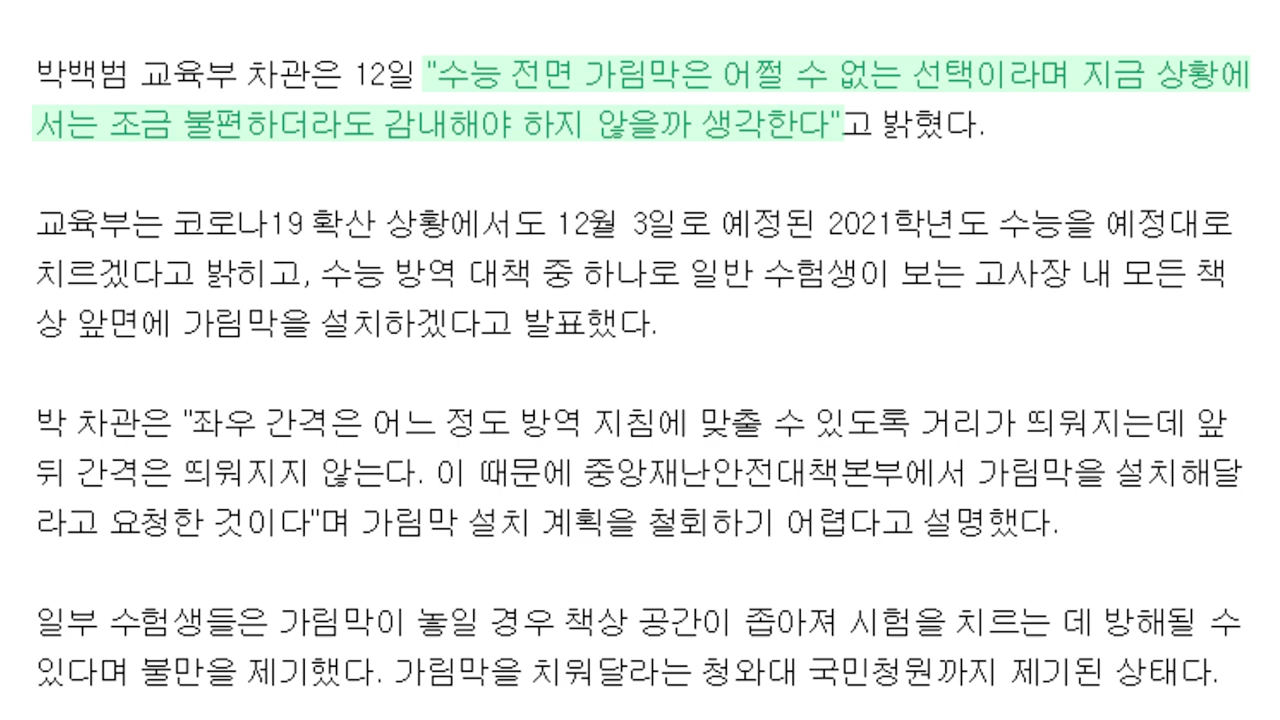 박백범 교육부 차관은 12일 "수능 전면 가림막은 어쩔 수 없는 선택이라며 지금 상황에
서는 조금 불편하더라도 감내해야 하지 않을까 생각한다"고 밝혔다.
교육부는 코로나19 확산 상황에서도 12월 3일로 예정된 2021학년도 수능을 예정대로
치르겠다고 밝히고, 수능 방역 대책 중 하나로 일반 수험생이 보는 고사장 내 모든 책
상 앞면에 가림막을 설치하겠다고 발표했다.
박 차관은 "좌우 간격은 어느 정도 방역 지침에 맞출 수 있도록 거리가 띄워지는데 앞
뒤 간격은 띄워지지 않는다. 이 때문에 중앙재난안전대책본부에서 가림막을 설치해달
라고 요청한 것이다"며 가림막 설치 계획을 철회하기 어렵다고 설명했다.
일부 수험생들은 가림막이 놓일 경우 책상 공간이 좁아져 시험을 치르는 데 방해될 수
있다며 불만을 제기했다. 가림막을 치워달라는 청와대 국민청원까지 제기된 상태다.